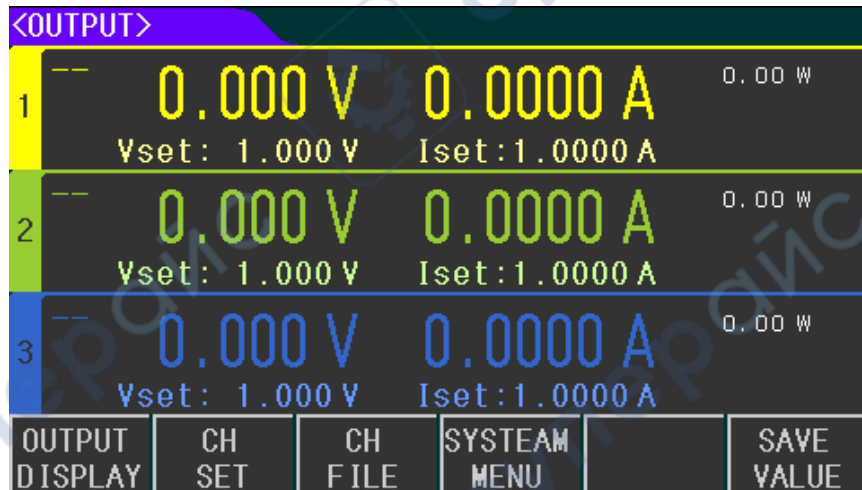 <OUTPUT>
1 -- 0.000 V 0.0000 A 0.00 W
Vset: 1.000 V Iset:1.0000 A
2 -- 0.000 V 0.0000 A 0.00 W
Vset: 1.000 V Iset:1.0000 A
3 -- 0.000 V 0.0000 A 0.00 W
Vset: 1.000 V Iset:1.0000 A
OUTPUT DISPLAY
CH SET
CH FILE
SYSTEAM MENU
SAVE VALUE